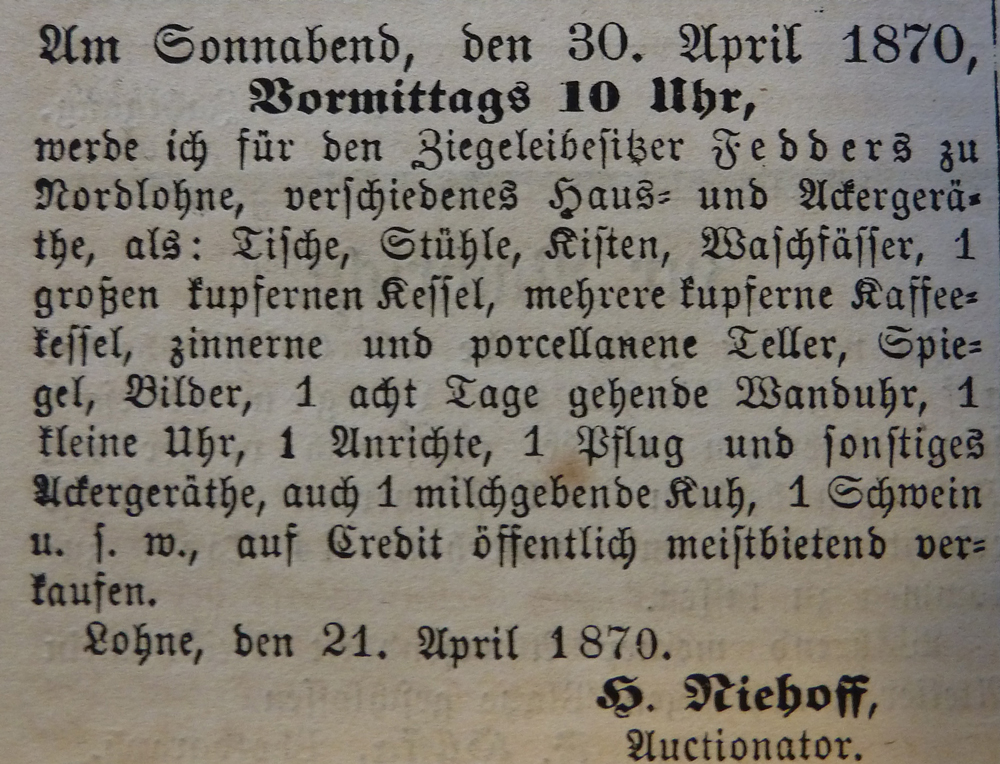 Am Sonnabend, den 30. April 1870,
Vormittags 10 Uhr,
werde ich für den Ziegeleibesitzer Fedders zu
Nordlohne, verschiedenes Haus- und Ackergerä-
the, als: Tische, Stühle, Kisten, Waschfässer, 1
großen kupfernen Kessel, mehrere kupferne Kaffee-
kessel, zinnerne und porcellanene Teller, Spie-
gel, Bilder, 1 acht Tage gehende Wanduhr, 1
kleine Uhr, 1 Anrichte, 1 Pflug und sonstiges
Ackergeräthe, auch 1 milchgebende Kuh, 1 Schwein
u. s. w., auf Credit öffentlich meistbietend ver-
kaufen.
Lohne, den 21. April 1870.
H. Niehoff,
Auctionator.